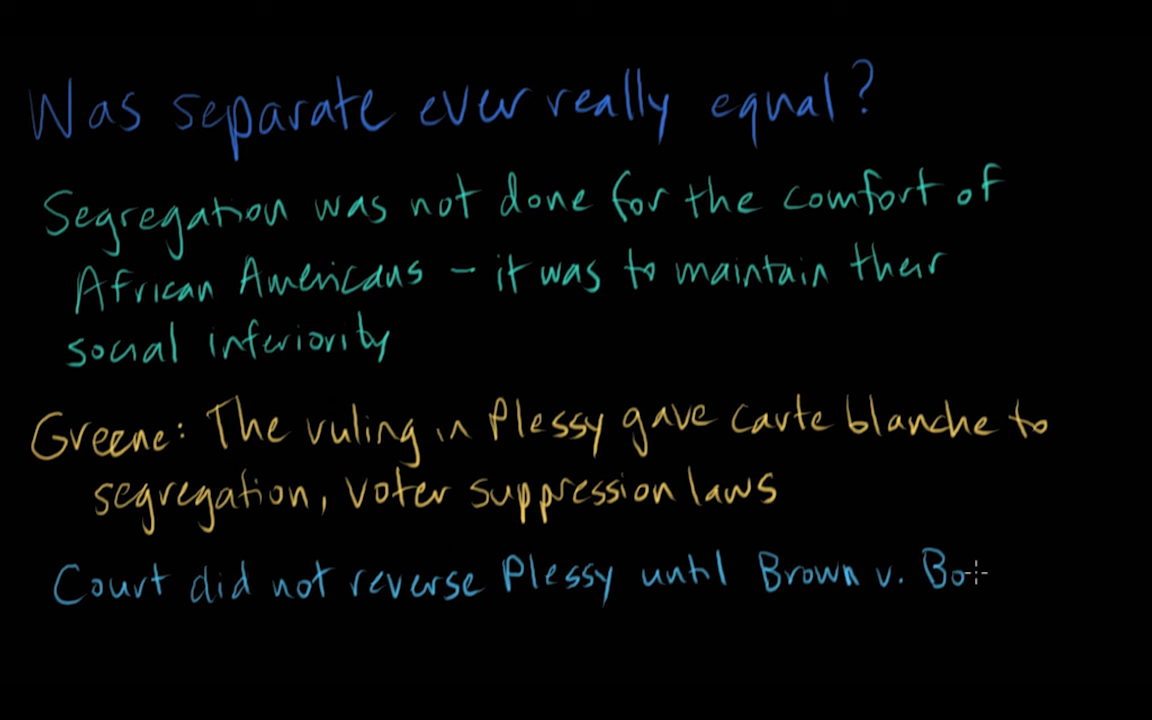 Was separate ever really equal?
Segregation was not done for the comfort of
African Americans - it was to maintain their
social inferiority
Greene: The ruling in Plessy gave carte blanche to
segregation, voter suppression laws
Court did not reverse Plessy until Brown v. Bo